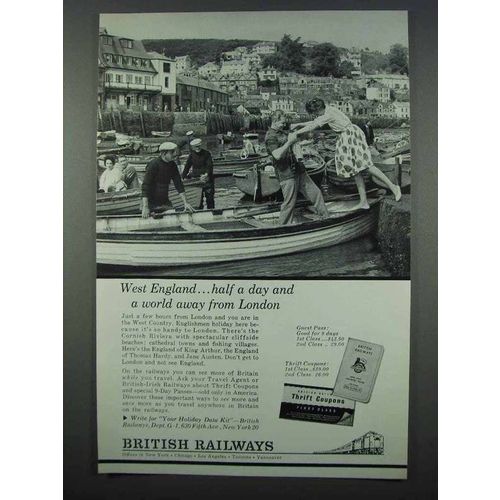 West England...half a day and
a world away from London
Just a few hours from London and you are in
the West Country. Englishmen holiday here be-
cause it's so handy to London. There's the
Cornish Riviera with spectacular cliffside
beaches: cathedral towns and fishing villages.
Here's the England of King Arthur, the England
of Thomas Hardy, and Jane Austen. Don't get to
London and not see England.
On the railways you can see more of Britain
while you travel. Ask your Travel Agent or
British-Irish Railways about Thrift Coupons
and special 9-Day Passes—sold only in America.
Discover these important ways to see more and
once more as you travel anywhere in Britain
on the railways.
Write for "Your Holiday Data Kit"—British
Railways, Dept. G-1, 630 Fifth Ave., New York 20
BRITISH RAILWAYS
Offices in New York • Chicago • Los Angeles • Toronto • Vancouver
Guest Pass:
Good for 9 days
1st Class
2nd Class
Thrift Coupons:
1st Class
2nd Class
BRITISH
RAILWAYS
Thrift Coupons
FIRST CLASS